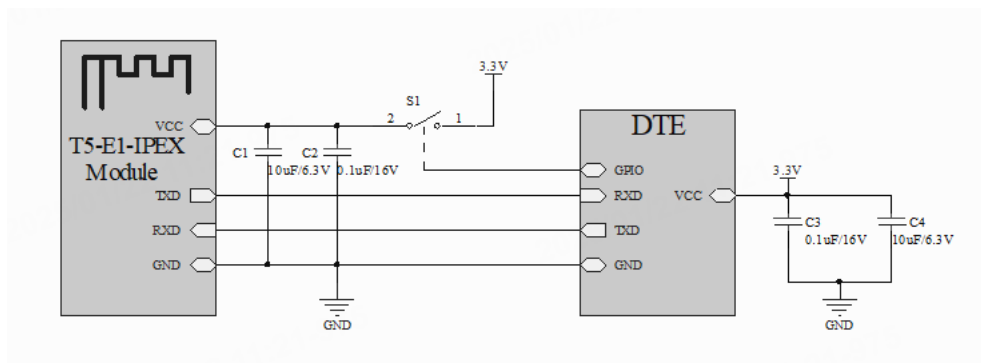 3.3V
S1
2
1
VCC
T5-E1-IPEX
Module
C1
10uF/6.3V
C2
0.1uF/16V
TXD
RXD
GND
GND
DTE
GPIO
RXD
TXD
GND
VCC
3.3V
C3
0.1uF/16V
C4
10uF/6.3V
GND